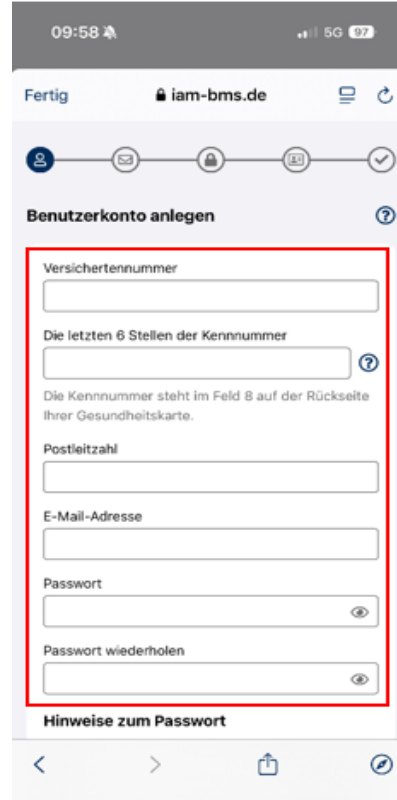 09:58
5G 97
Fertig
iam-bms.de
Benutzerkonto anlegen
Versichertennummer
Die letzten 6 Stellen der Kennnummer
Die Kennnummer steht im Feld 8 auf der Rückseite
Ihrer Gesundheitskarte.
Postleitzahl
E-Mail-Adresse
Passwort
Passwort wiederholen
Hinweise zum Passwort